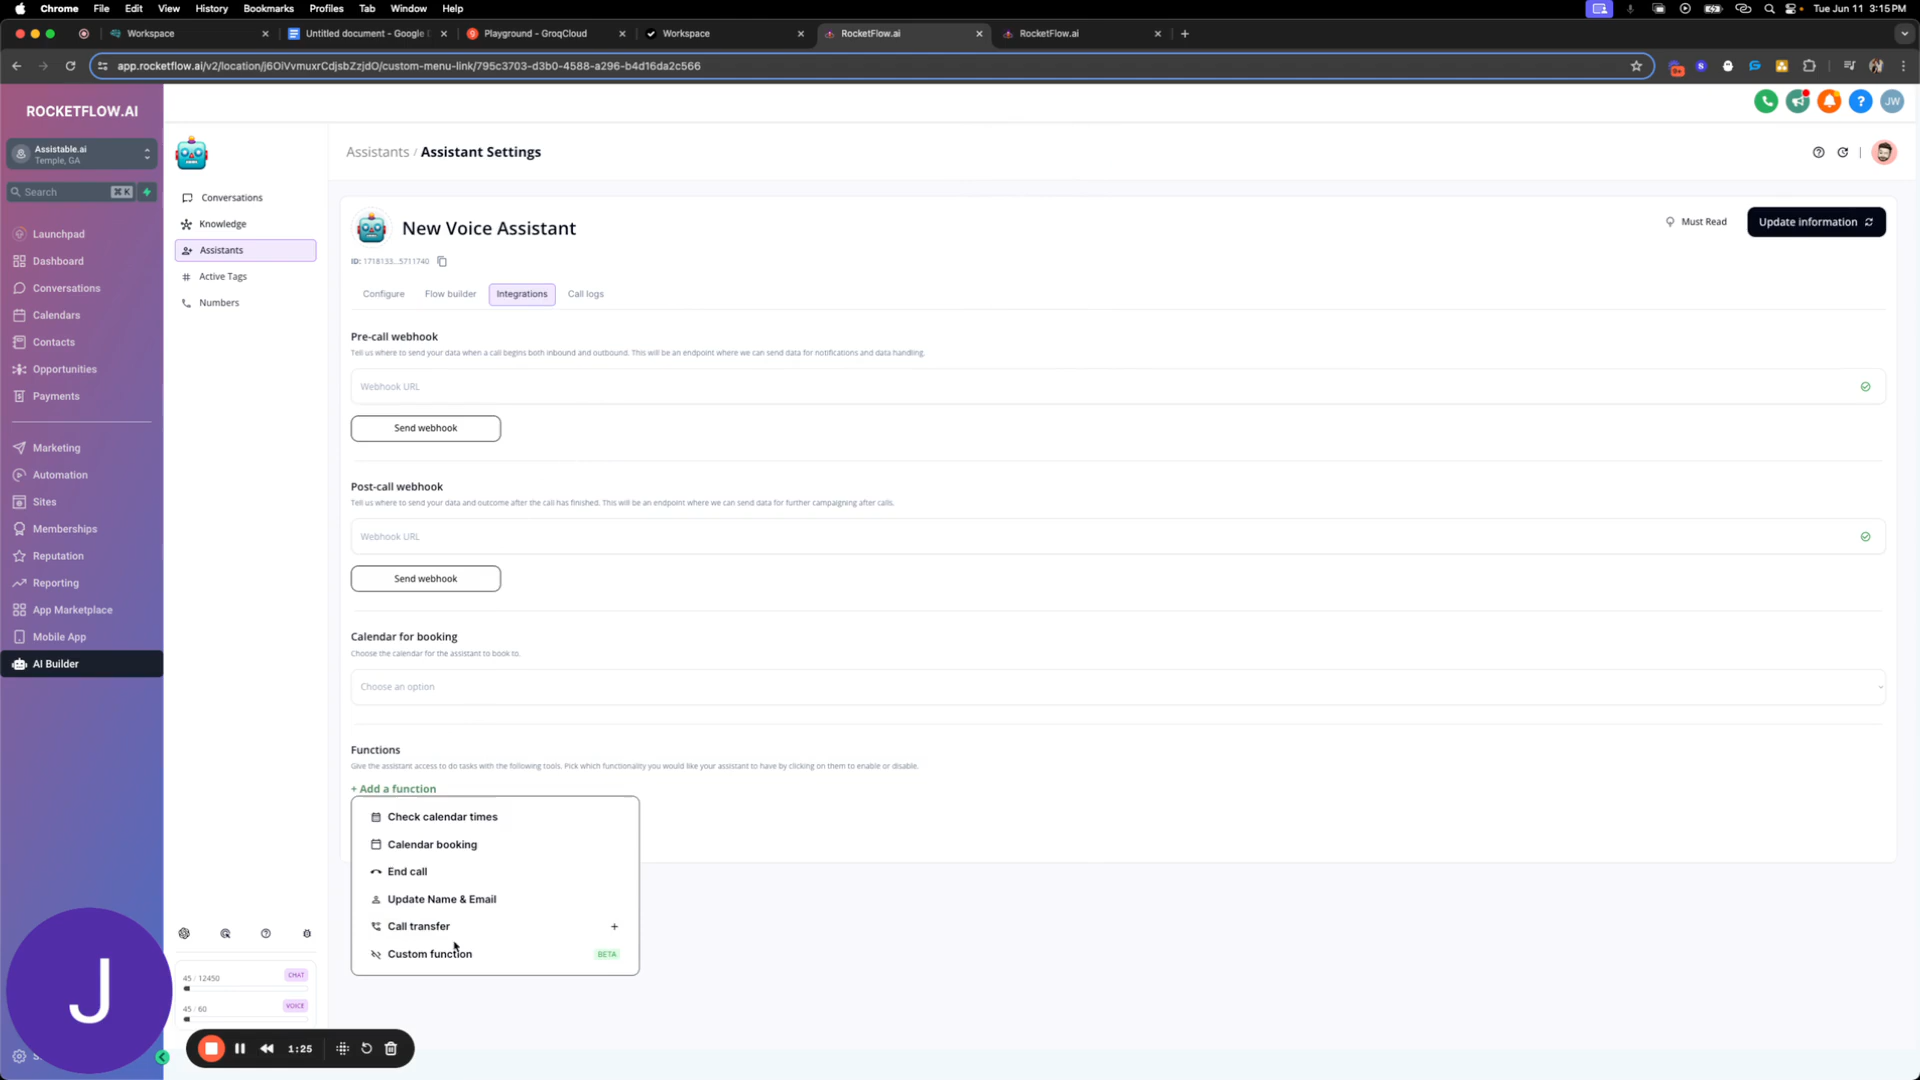 Chrome File Edit View History Bookmarks Profiles Tab Window Help Tue Jun 11 3:15 PM
Workspace Untitled document - Google Playground - GroqCloud Workspace RocketFlow.ai RocketFlow.ai
app.rocketflow.ai/v2/location/j6OiVvmuxrCdjsbZzjdO/custom-menu-link/795c3703-d3b0-4588-a296-b4d16da2c566
ROCKETFLOW.AI
JW
Assistable.ai
Temple, GA
Search ⌘ K
Launchpad
Dashboard
Conversations
Calendars
Contacts
Opportunities
Payments
Marketing
Automation
Sites
Memberships
Reputation
Reporting
App Marketplace
Mobile App
AI Builder
J
Conversations
Knowledge
Assistants
Active Tags
Numbers
45 / 12450 CHAT
45 / 60 VOICE
1:25
Assistants / Assistant Settings
New Voice Assistant
Must Read
Update information
ID: 1718133...5711740
Configure Flow builder Integrations Call logs
Pre-call webhook
Tell us where to send your data when a call begins both inbound and outbound. This will be an endpoint where we can send data for notifications and data handling.
Webhook URL
Send webhook
Post-call webhook
Tell us where to send your data and outcome after the call has finished. This will be an endpoint where we can send data for further campaigning after calls.
Webhook URL
Send webhook
Calendar for booking
Choose the calendar for the assistant to book to.
Choose an option
Functions
Give the assistant access to do tasks with the following tools. Pick which functionality you would like your assistant to have by clicking on them to enable or disable.
+ Add a function
Check calendar times
Calendar booking
End call
Update Name & Email
Call transfer +
Custom function BETA